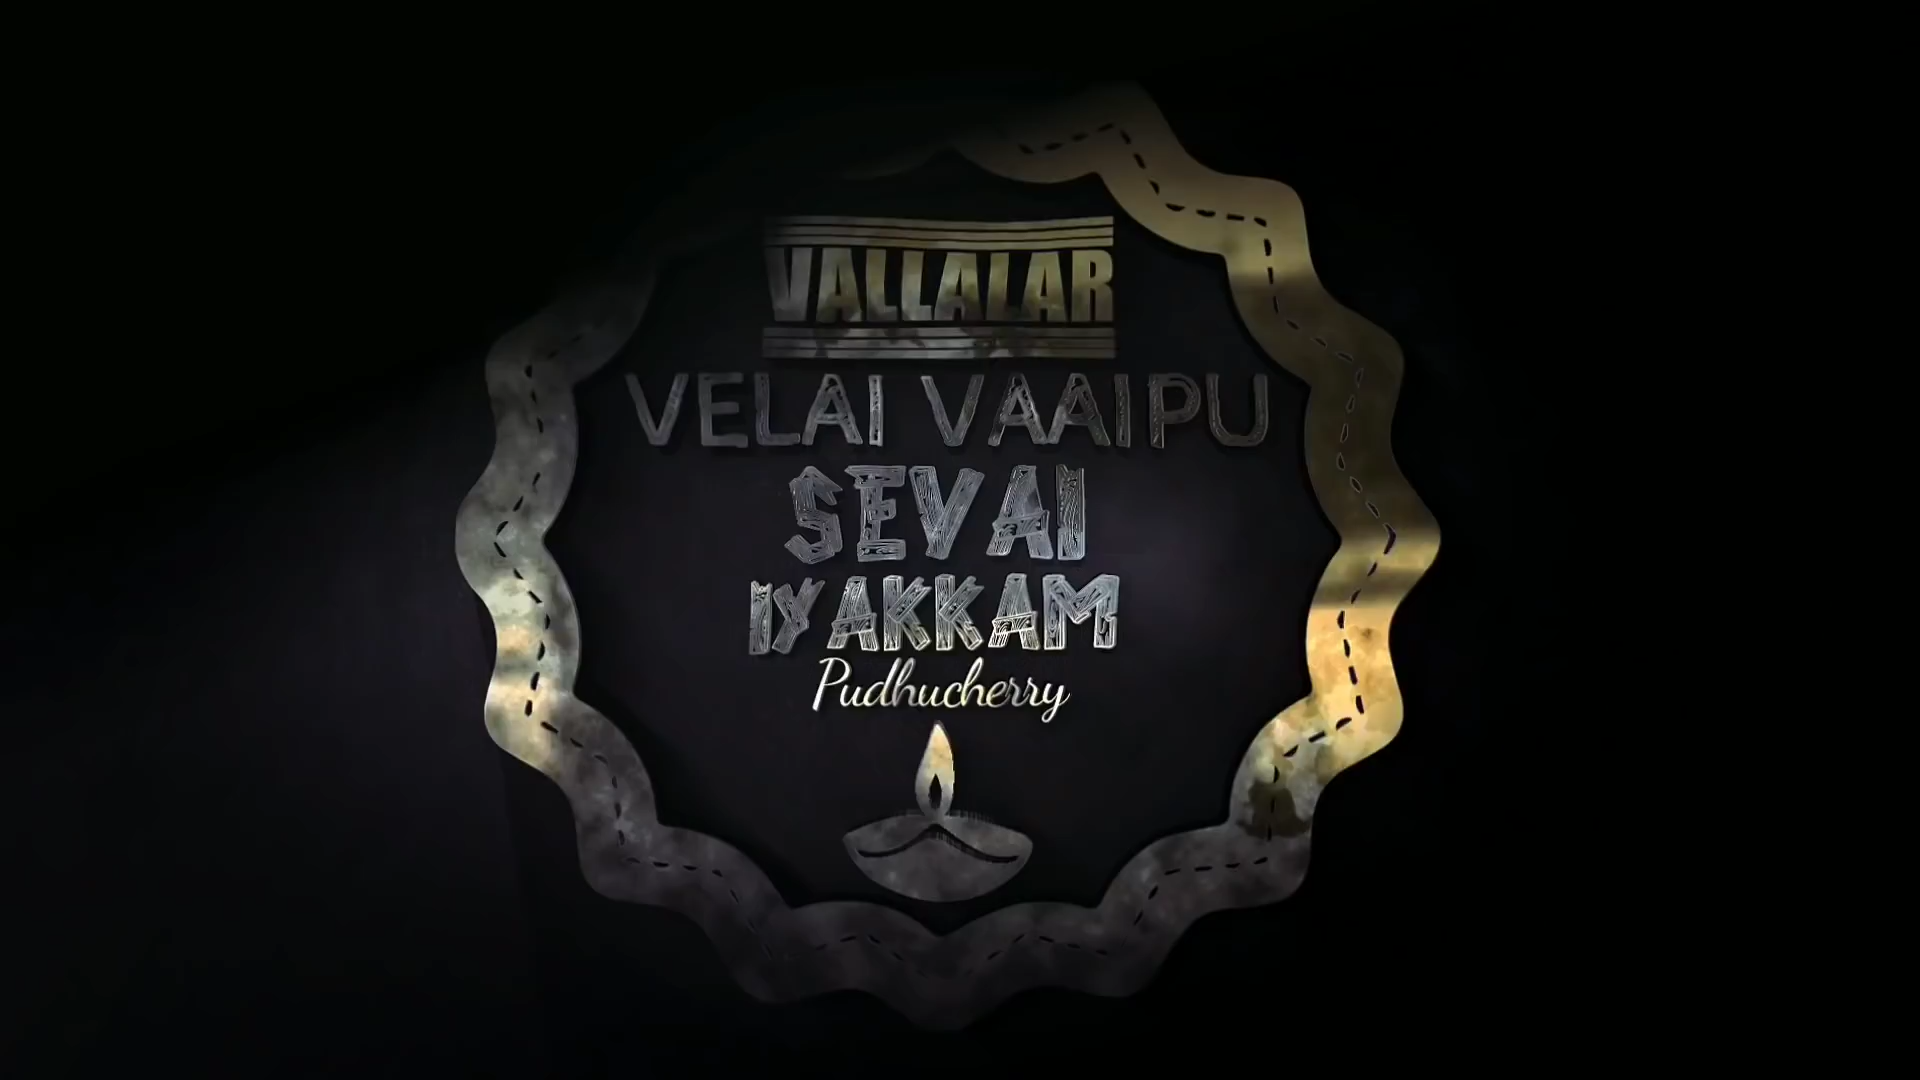 VALLALAR
VELAI VAAIPU
SEVAI
IYAKKAM
Pudhucherry